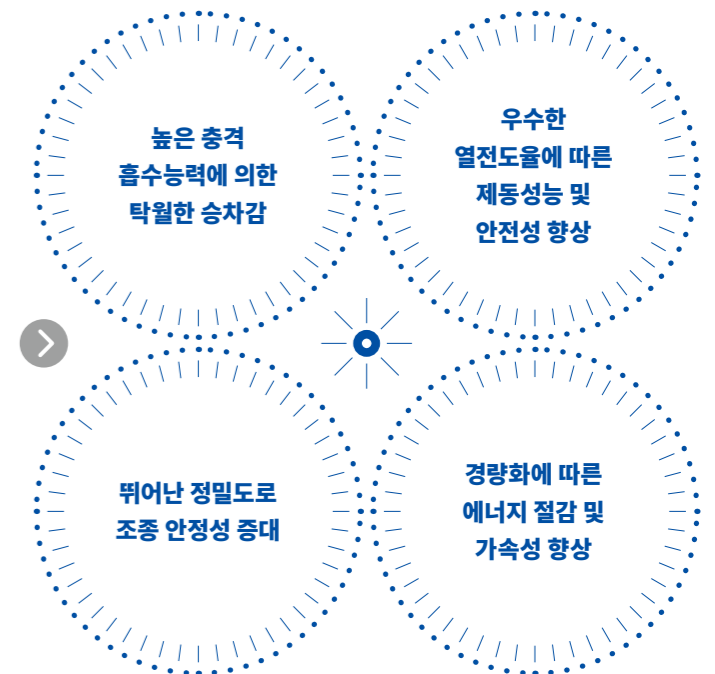 높은 충격
흡수능력에 의한
탁월한 승차감
우수한
열전도율에 따른
제동성능 및
안전성 향상
뛰어난 정밀도로
조종 안정성 증대
경량화에 따른
에너지 절감 및
가속성 향상